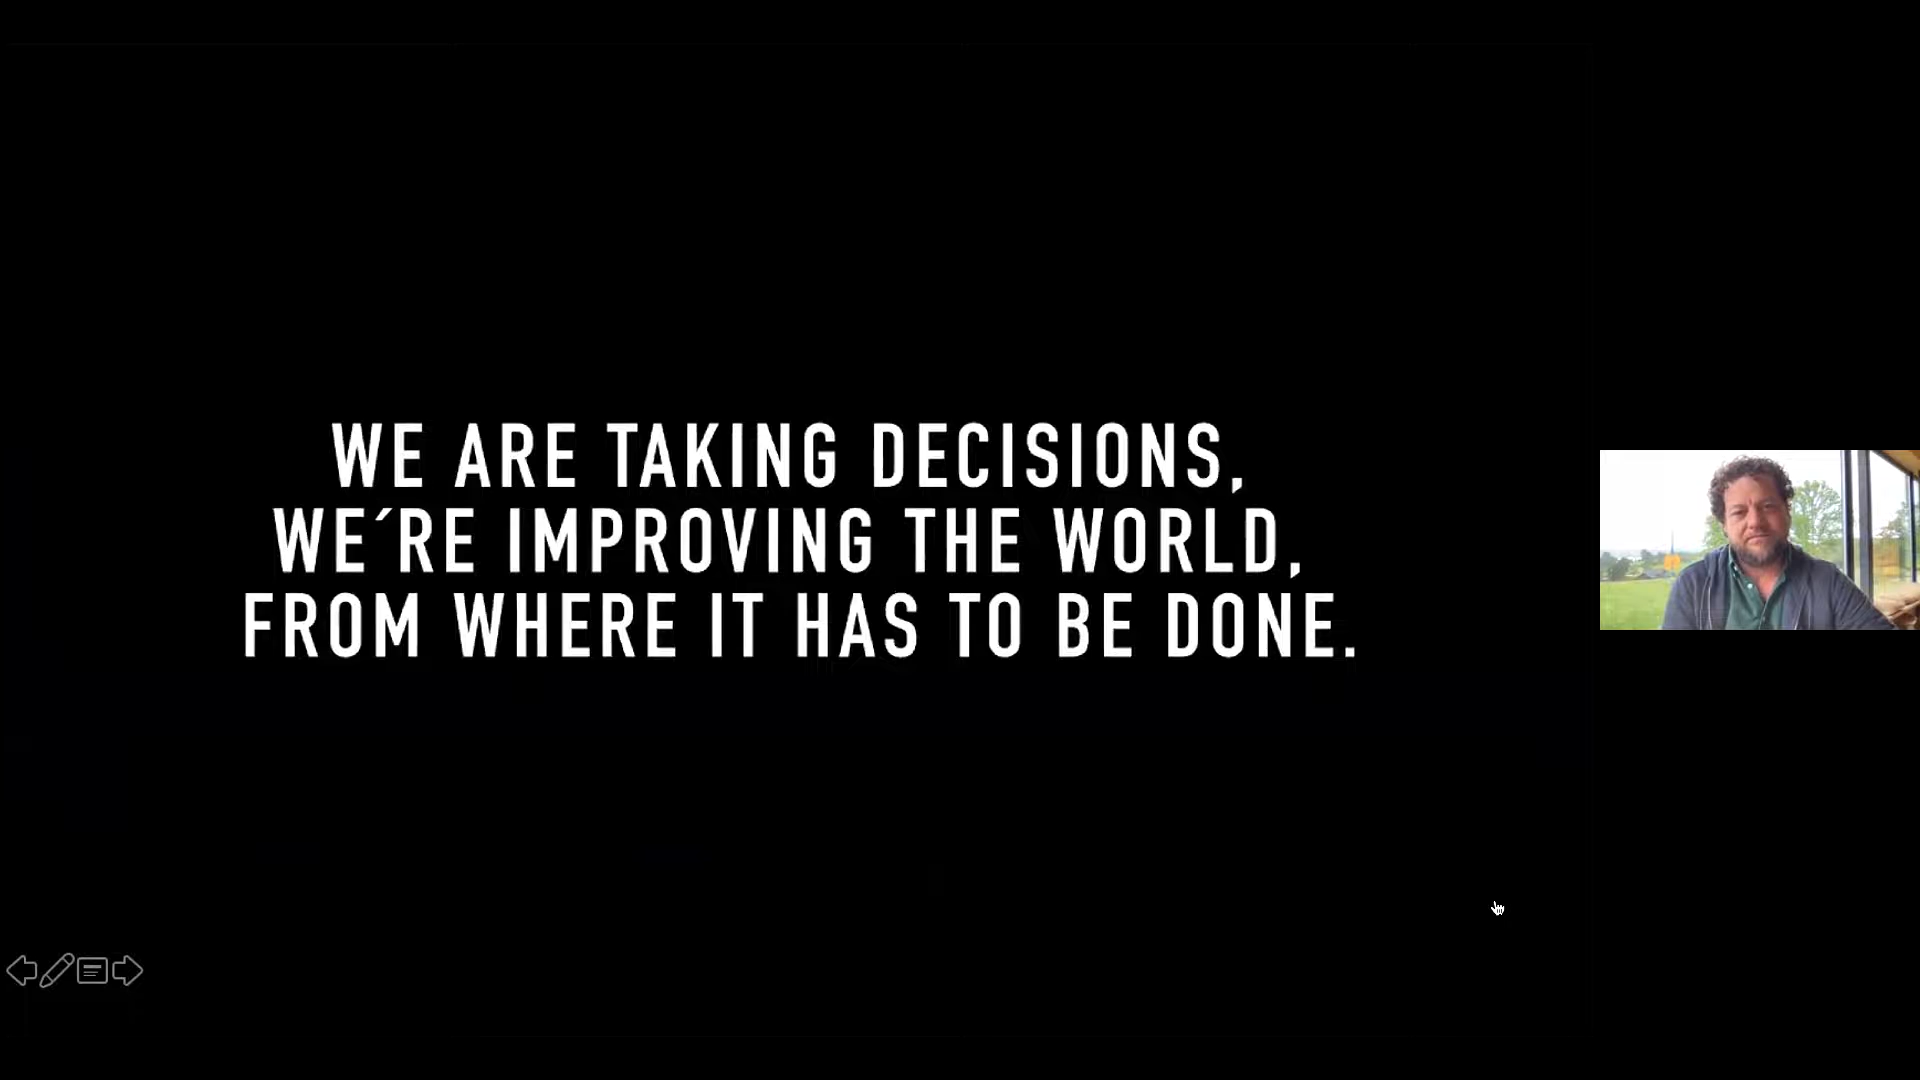 WE ARE TAKING DECISIONS,
WE´RE IMPROVING THE WORLD,
FROM WHERE IT HAS TO BE DONE.